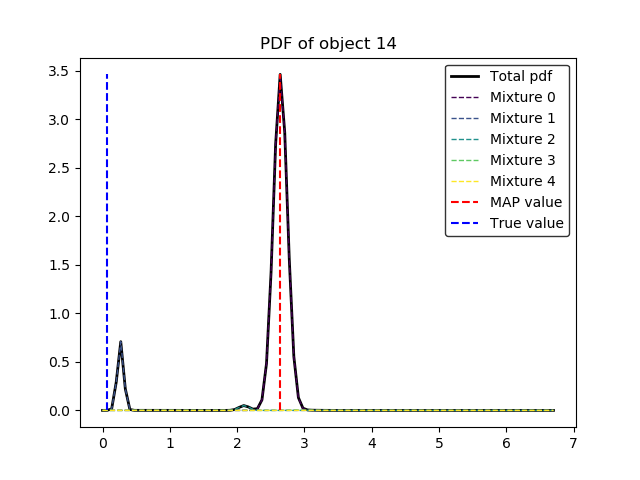 PDF of object 14
3.5
3.0
2.5
2.0
1.5
1.0
0.5
0.0
0 1 2 3 4 5 6 7
Total pdf
Mixture 0
Mixture 1
Mixture 2
Mixture 3
Mixture 4
MAP value
True value